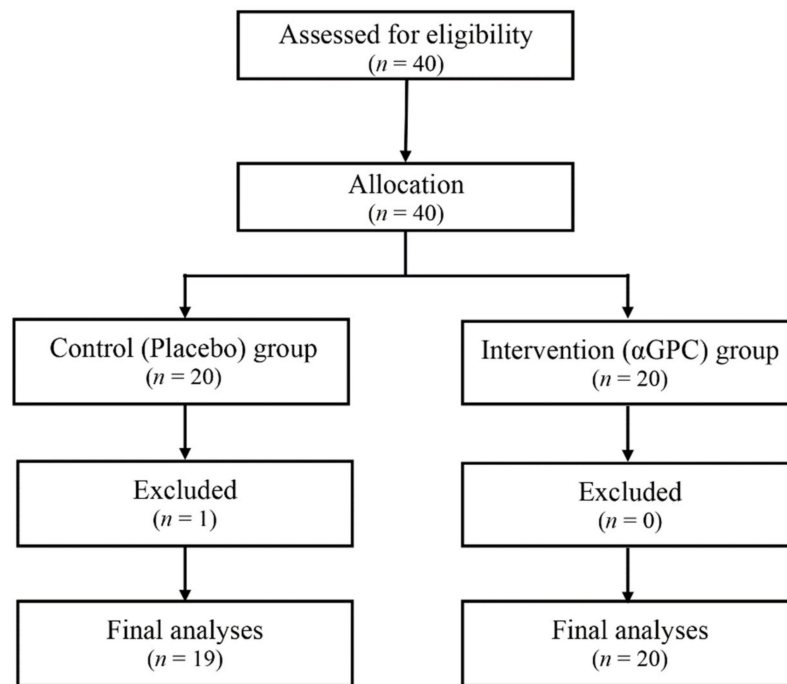 Assessed for eligibility
(n = 40)
Allocation
(n = 40)
Control (Placebo) group
(n = 20)
Intervention (αGPC) group
(n = 20)
Excluded
(n = 1)
Excluded
(n = 0)
Final analyses
(n = 19)
Final analyses
(n = 20)